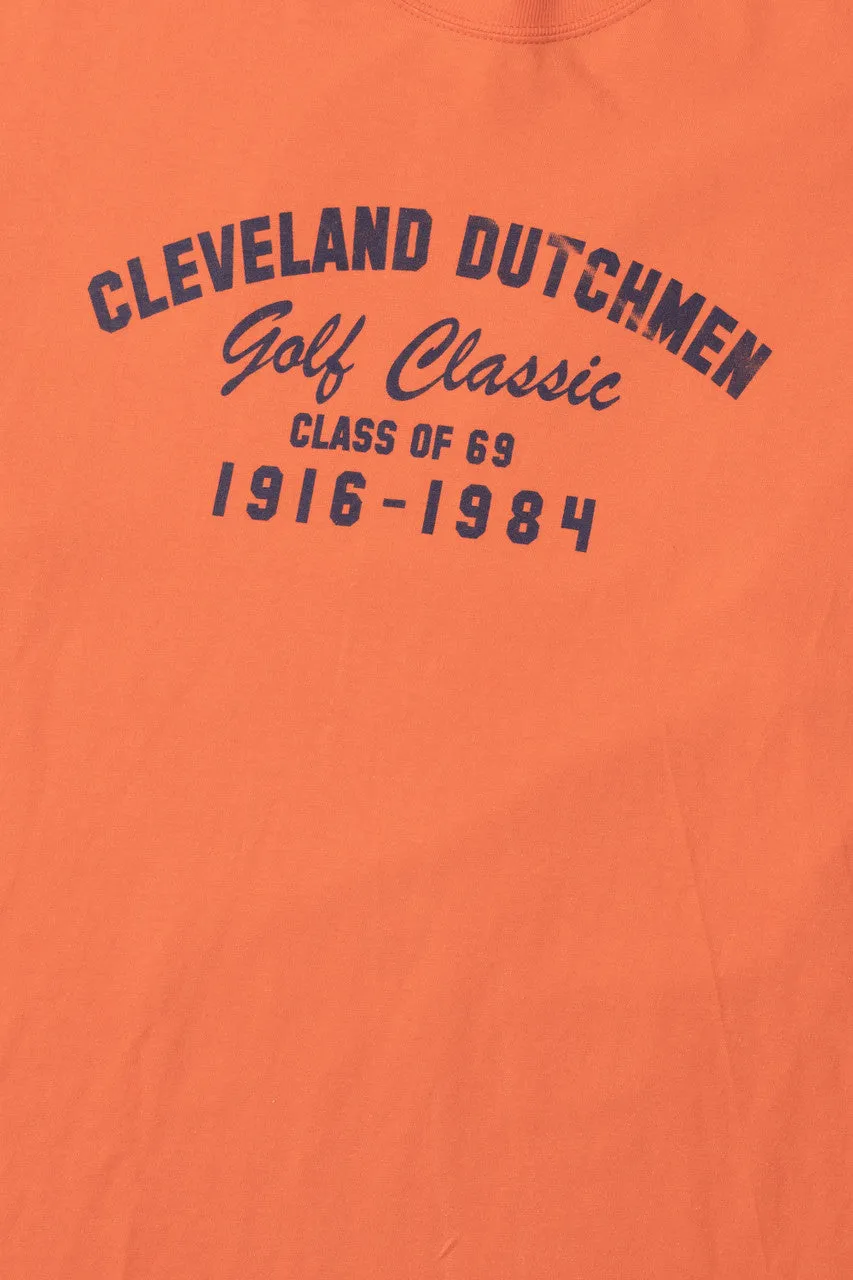 CLEVELAND DUTCHMEN
Golf Classic
CLASS OF 69
1916-1984